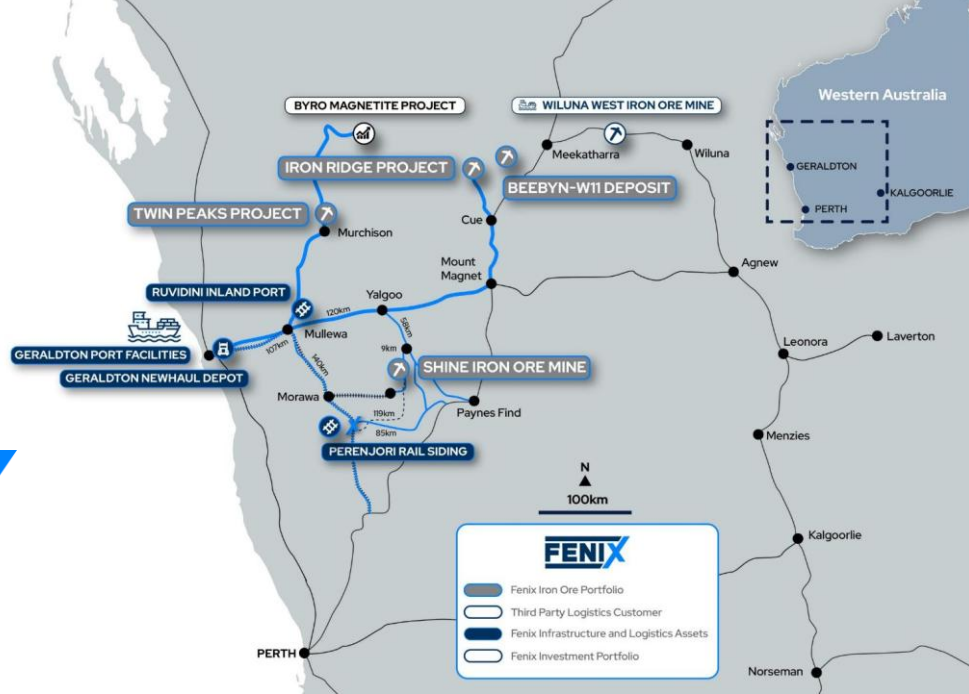 Western Australia
GERALDTON
KALGOORLIE
PERTH
BYRO MAGNETITE PROJECT
WILUNA WEST IRON ORE MINE
Meekatharra
Wiluna
IRON RIDGE PROJECT
BEEBYN-W11 DEPOSIT
TWIN PEAKS PROJECT
Murchison
Cue
Mount
Magnet
Agnew
RUVIDINI INLAND PORT
Yalgoo
120km
Mullewa
58km
GERALDTON PORT FACILITIES
107km
9km
Leonora
Laverton
GERALDTON NEWHAUL DEPOT
140km
SHINE IRON ORE MINE
Morawa
119km
Paynes Find
85km
PERENJORI RAIL SIDING
Menzies
N
100km
Kalgoorlie
FENIX
Fenix Iron Ore Portfolio
Third Party Logistics Customer
Fenix Infrastructure and Logistics Assets
Fenix Investment Portfolio
PERTH
Norseman